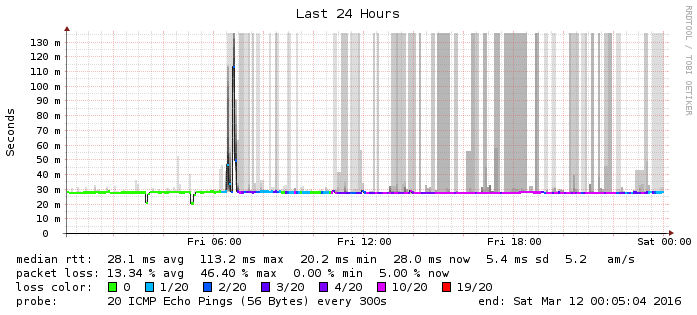 Last 24 Hours
RRDTOOL / TOBI OETIKER
Seconds
130 m
120 m
110 m
100 m
90 m
80 m
70 m
60 m
50 m
40 m
30 m
20 m
10 m
0
Fri 06:00 Fri 12:00 Fri 18:00 Sat 00:00
median rtt: 28.1 ms avg 113.2 ms max 20.2 ms min 28.0 ms now 5.4 ms sd 5.2 am/s
packet loss: 13.34 % avg 46.40 % max 0.00 % min 5.00 % now
loss color: 0 1/20 2/20 3/20 4/20 10/20 19/20
probe: 20 ICMP Echo Pings (56 Bytes) every 300s end: Sat Mar 12 00:05:04 2016